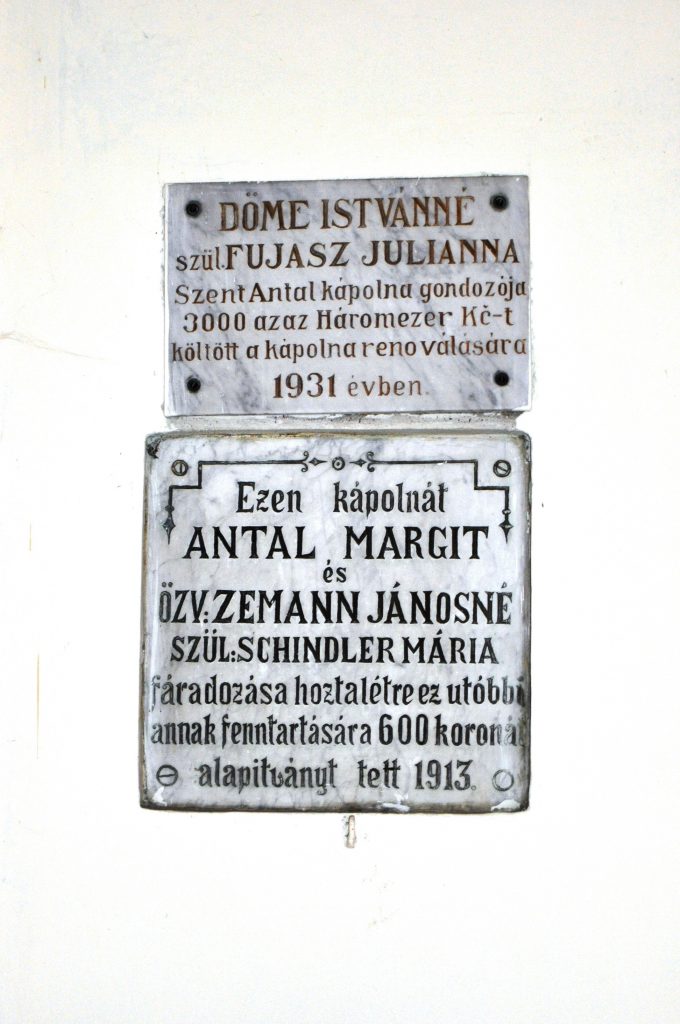 DÖME ISTVÁNNÉ
szül. FUJASZ JULIANNA
Szent Antal kápolna gondozója
3000 azaz Háromezer Kč-t
költött a kápolna renoválására
1931 évben.
Ezen kápolnát
ANTAL MARGIT
és
ÖZV: ZEMANN JÁNOSNÉ
SZÜL: SCHINDLER MÁRIA
fáradozása hozta létre ez utóbbi
annak fenntartására 600 koronás
alapitványt tett 1913.